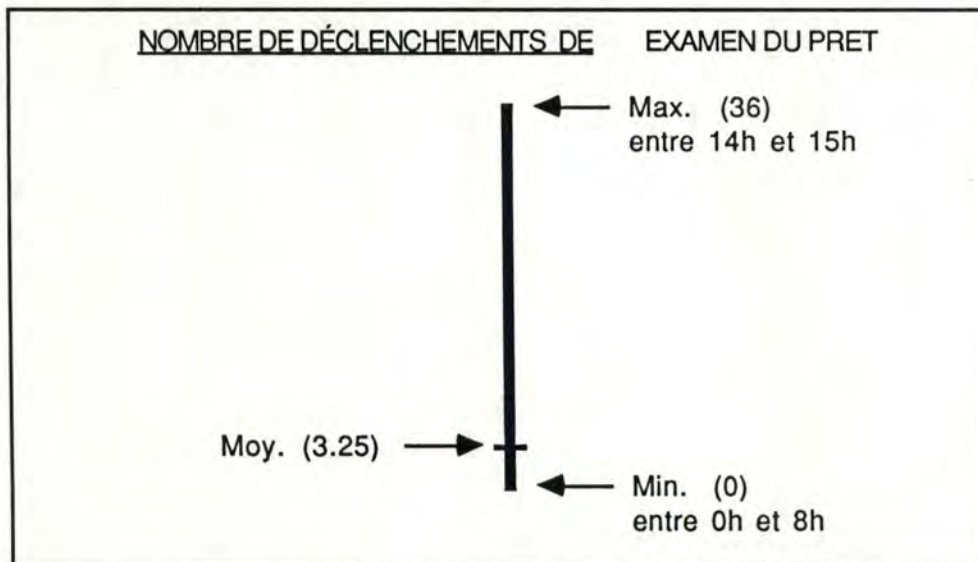 NOMBRE DE DÉCLENCHEMENTS DE EXAMEN DU PRET
Max. (36)
entre 14h et 15h
Moy. (3.25)
Min. (0)
entre 0h et 8h